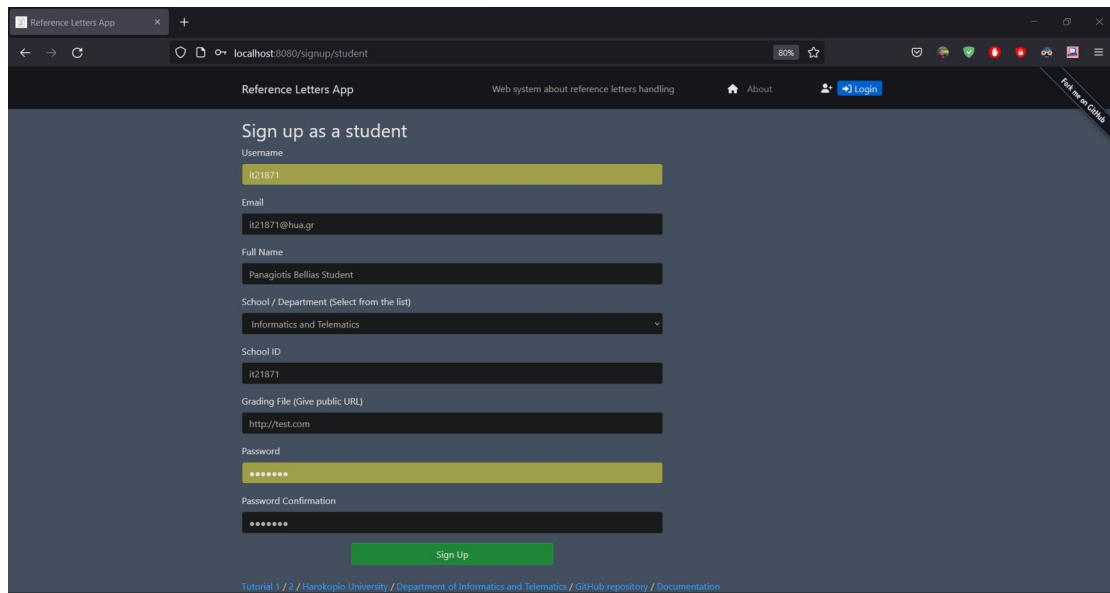 Reference Letters App
localhost:8080/signup/student
80%
Reference Letters App
Web system about reference letters handling
About
Login
Fork me on GitHub
Sign up as a student
Username
it21871
Email
it21871@hua.gr
Full Name
Panagiotis Bellias Student
School / Department (Select from the list)
Informatics and Telematics
School ID
it21871
Grading File (Give public URL)
http://test.com
Password
●●●●●●●
Password Confirmation
●●●●●●●
Sign Up
Tutorial 1 / 2 / Harokopio University / Department of Informatics and Telematics / GitHub repository / Documentation